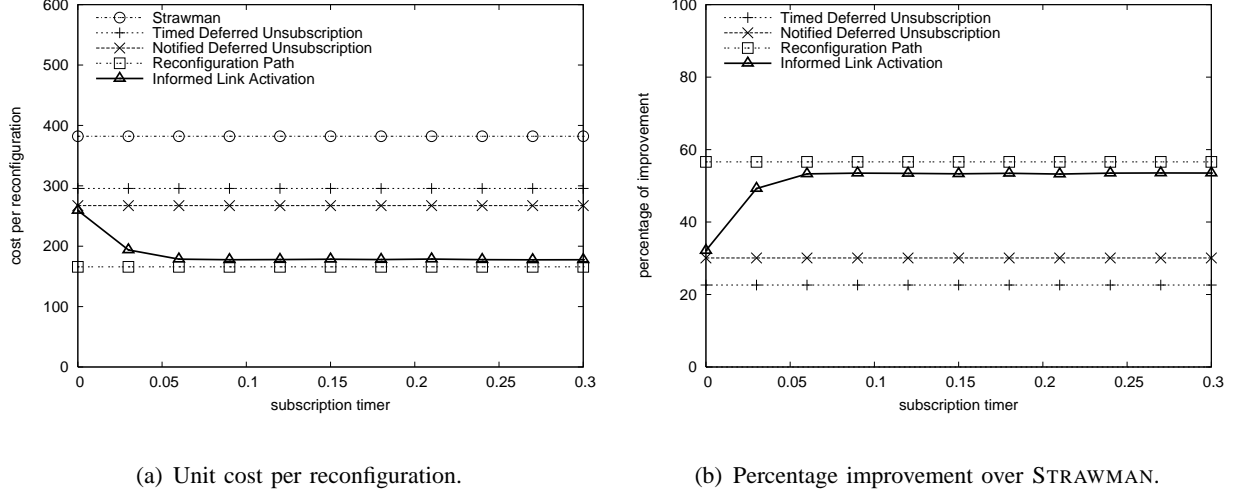 600
500
400
300
200
100
0
cost per reconfiguration
Strawman
Timed Deferred Unsubscription
Notified Deferred Unsubscription
Reconfiguration Path
Informed Link Activation
0 0.05 0.1 0.15 0.2 0.25 0.3
subscription timer
(a) Unit cost per reconfiguration.
100
80
60
40
20
0
percentage of improvement
Timed Deferred Unsubscription
Notified Deferred Unsubscription
Reconfiguration Path
Informed Link Activation
0 0.05 0.1 0.15 0.2 0.25 0.3
subscription timer
(b) Percentage improvement over STRAWMAN.